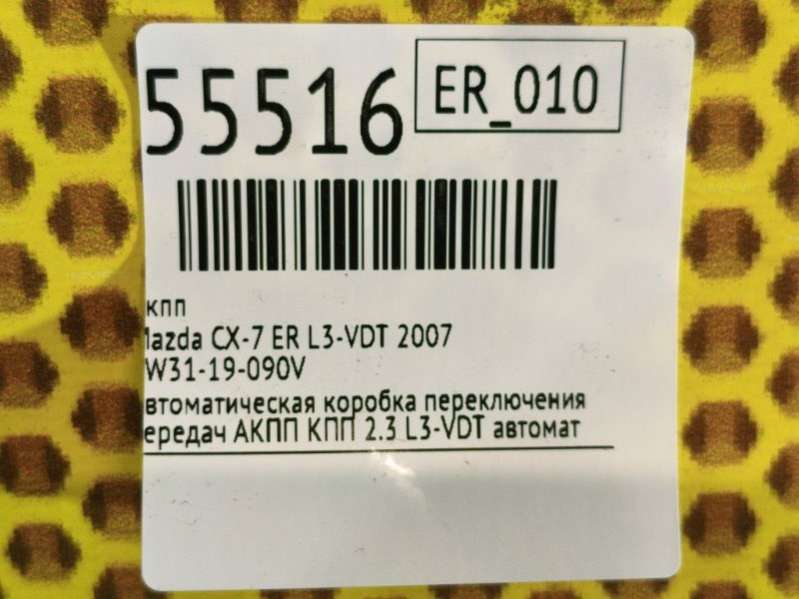 55516
ER_010
кпп
azda CX-7 ER L3-VDT 2007
W31-19-090V
втоматическая коробка переключения
ередач АКПП КПП 2.3 L3-VDT автомат